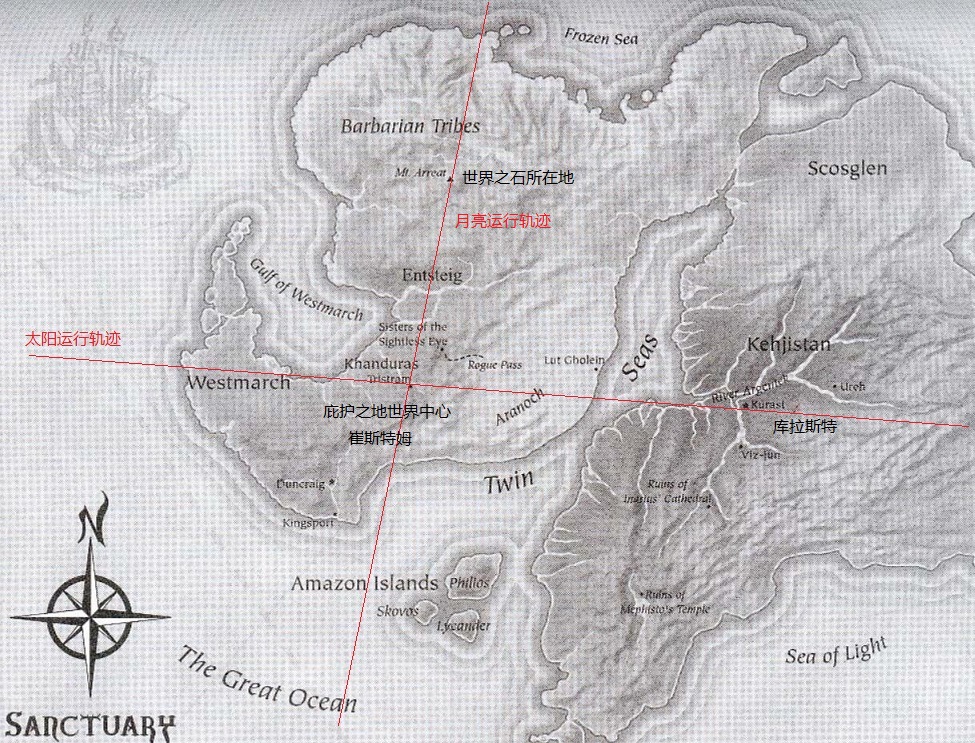 Frozen Sea
Barbarian Tribes
Mt. Arreat
世界之石所在地
Scosglen
月亮运行轨迹
Entsteig
Gulf of Westmarch
太阳运行轨迹
Sisters of the
Sightless Eye
Khanduras
Rogue Pass
Lut Gholein
Seas
Kehjistan
Tristram
Westmarch
River Argentek
Ureh
Aranoch
Kurast
庇护之地世界中心
库拉斯特
崔斯特姆
Viz-jun
Twin
Duncraig
Ruins of
Inarius' Cathedral
Kingsport
N
Amazon Islands
Philios
Skovos
Lycander
Ruins of
Mephisto's Temple
Sea of Light
The Great Ocean
SANCTUARY